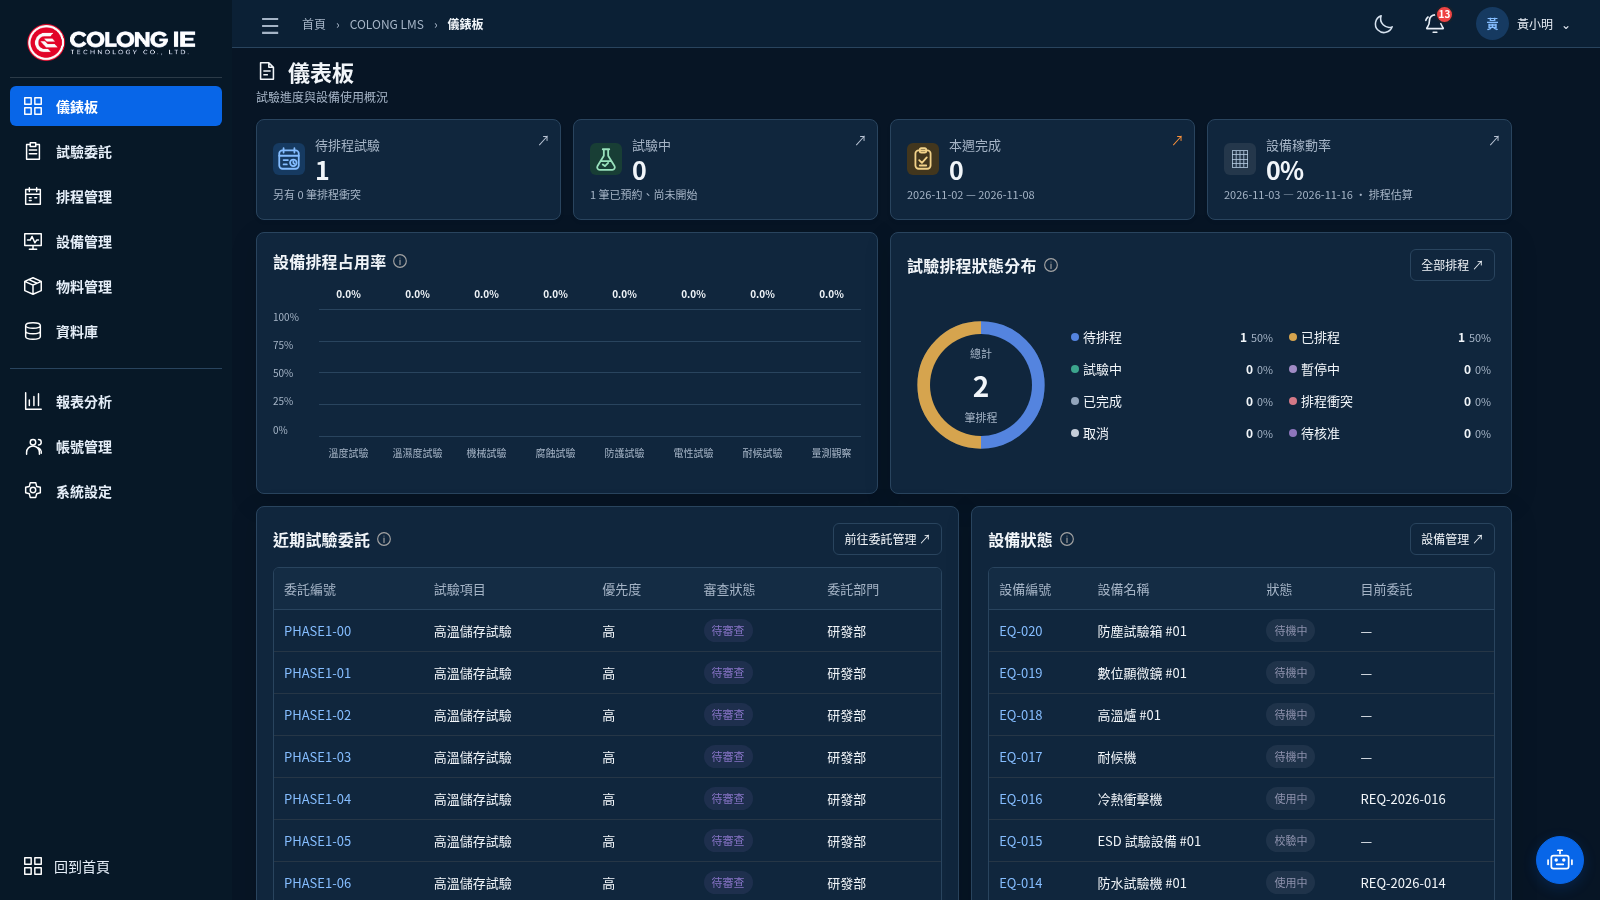 COLONG IE
TECHNOLOGY CO., LTD.
首頁 › COLONG LMS › 儀錶板
13
黃 黃小明
儀錶板
試驗委託
排程管理
設備管理
物料管理
資料庫
報表分析
帳號管理
系統設定
回到首頁
儀表板
試驗進度與設備使用概況
待排程試驗
1
另有 0 筆排程衝突
試驗中
0
1 筆已預約、尚未開始
本週完成
0
2026-11-02 — 2026-11-08
設備稼動率
0%
2026-11-03 — 2026-11-16 · 排程估算
設備排程占用率
0.0% 0.0% 0.0% 0.0% 0.0% 0.0% 0.0% 0.0%
100%
75%
50%
25%
0%
溫度試驗 溫濕度試驗 機械試驗 腐蝕試驗 防護試驗 電性試驗 耐候試驗 量測觀察
試驗排程狀態分布
全部排程 ↗
總計
2
筆排程
待排程 1 50% 已排程 1 50%
試驗中 0 0% 暫停中 0 0%
已完成 0 0% 排程衝突 0 0%
取消 0 0% 待核准 0 0%
近期試驗委託
前往委託管理 ↗
委託編號 試驗項目 優先度 審查狀態 委託部門
PHASE1-00 高溫儲存試驗 高 待審查 研發部
PHASE1-01 高溫儲存試驗 高 待審查 研發部
PHASE1-02 高溫儲存試驗 高 待審查 研發部
PHASE1-03 高溫儲存試驗 高 待審查 研發部
PHASE1-04 高溫儲存試驗 高 待審查 研發部
PHASE1-05 高溫儲存試驗 高 待審查 研發部
PHASE1-06 高溫儲存試驗 高 待審查 研發部
設備狀態
設備管理 ↗
設備編號 設備名稱 狀態 目前委託
EQ-020 防塵試驗箱 #01 待機中 —
EQ-019 數位顯微鏡 #01 待機中 —
EQ-018 高溫爐 #01 待機中 —
EQ-017 耐候機 待機中 —
EQ-016 冷熱衝擊機 使用中 REQ-2026-016
EQ-015 ESD 試驗設備 #01 校驗中 —
EQ-014 防水試驗機 #01 使用中 REQ-2026-014